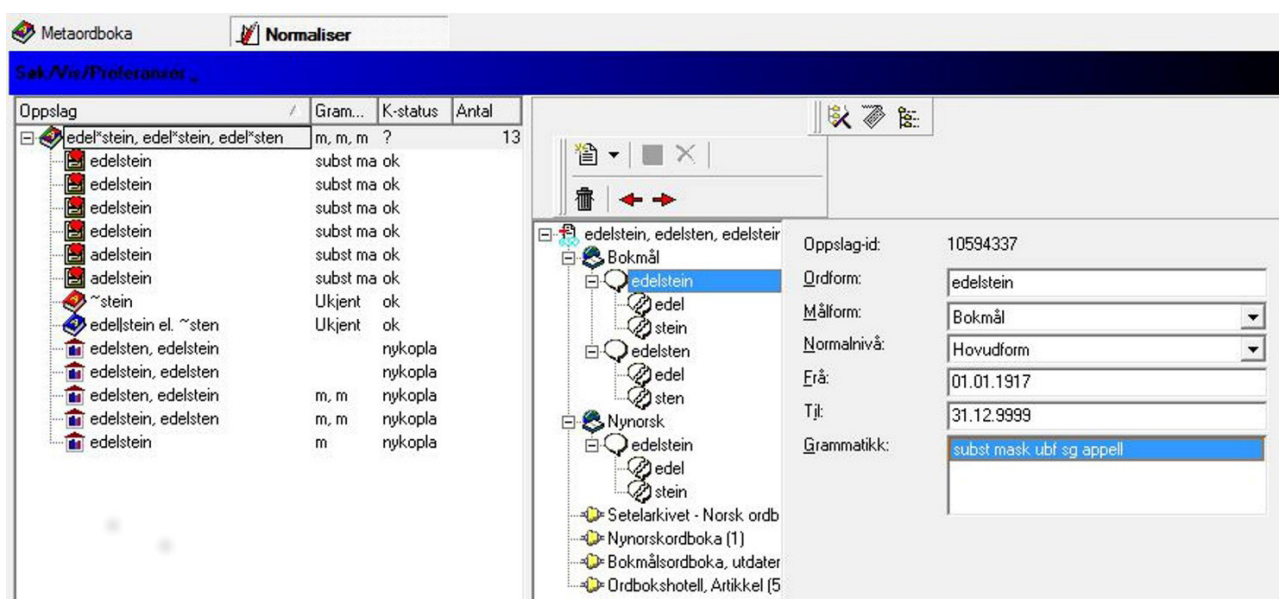 Metaordboka Normaliser
Søk/Vis/Preferanser
Oppslag Gram... K-status Antal
edel*stein, edel*stein, edel*sten m, m, m ? 13
edelstein subst ma ok
edelstein subst ma ok
edelstein subst ma ok
edelstein subst ma ok
adelstein subst ma ok
adelstein subst ma ok
~stein Ukjent ok
edel|stein el. ~sten Ukjent ok
edelsten, edelstein nykopla
edelstein, edelsten nykopla
edelsten, edelstein m, m nykopla
edelstein, edelsten m, m nykopla
edelstein m nykopla
edelstein, edelsten, edelstein
Bokmål
edelstein
edel
stein
edelsten
edel
sten
Nynorsk
edelstein
edel
stein
Setelarkivet - Norsk ordb
Nynorskordboka (1)
Bokmålsordboka, utdater
Ordbokshotell, Artikkel (5
Oppslag-id: 10594337
Ordform: edelstein
Målform: Bokmål
Normalnivå: Hovudform
Frå: 01.01.1917
Til: 31.12.9999
Grammatikk: subst mask ubf sg appell